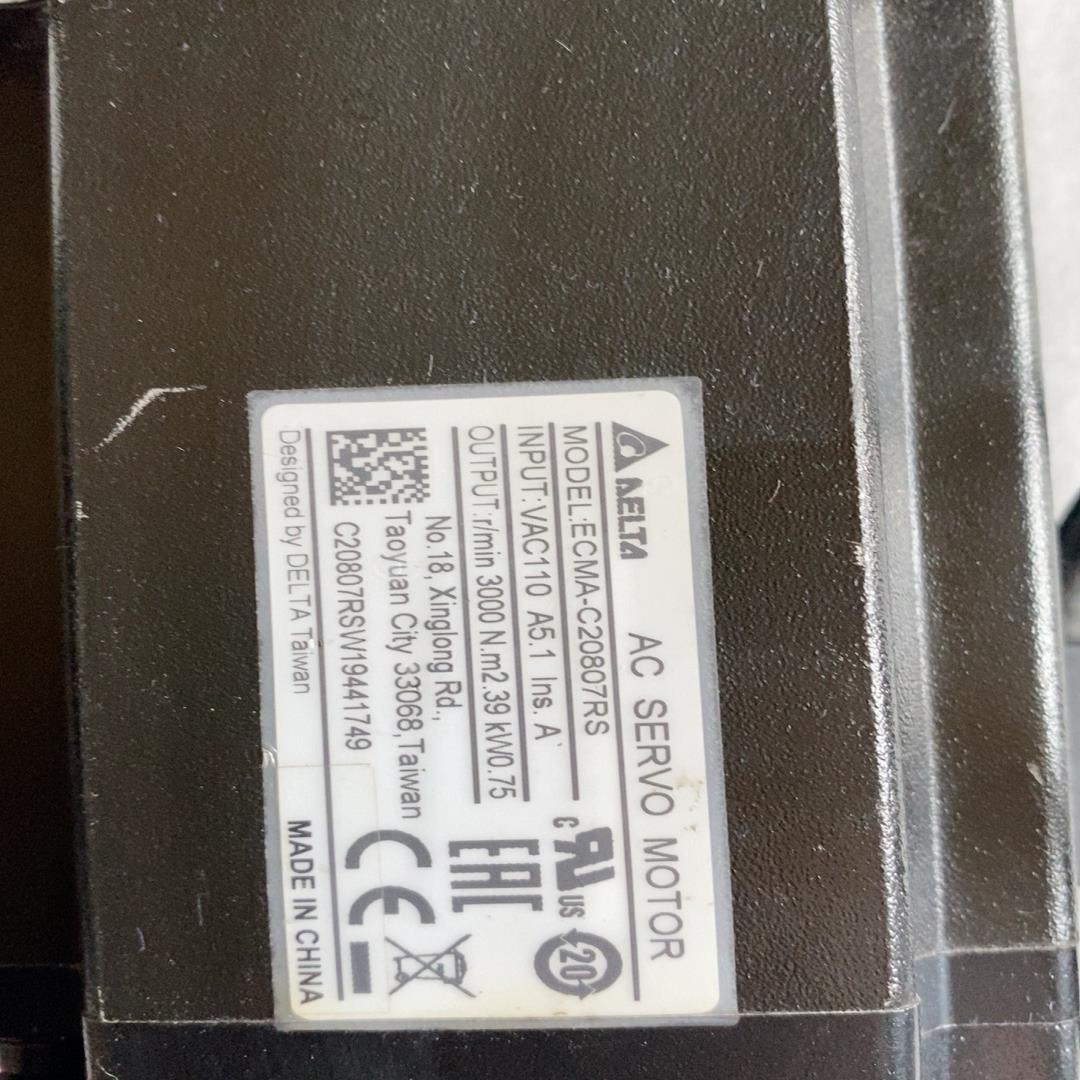 DELTA AC SERVO MOTOR
MODEL:ECMA-C20807RS
INPUT:VAC110 A5.1 Ins. A
OUTPUT:r/min 3000 N.m2.39 kW0.75
No.18, Xinglong Rd.,
Taoyuan City 33068,Taiwan
C20807RSW19441749
Designed by DELTA Taiwan
MADE IN CHINA
c RU US
20
EAC
CE